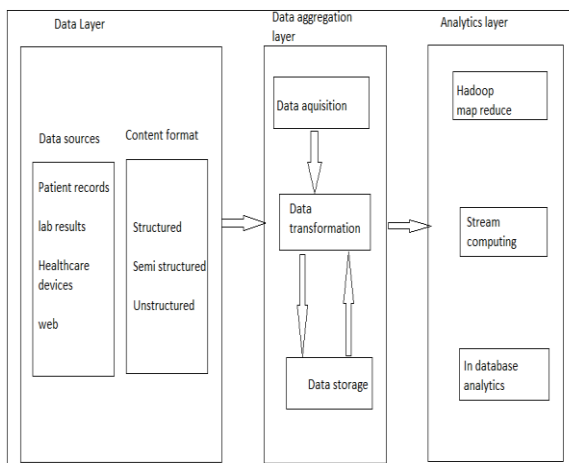 Data Layer
Data sources
Patient records
lab results
Healthcare
devices
web
Content format
Structured
Semi structured
Unstructured
Data aggregation
layer
Data aquisition
Data
transformation
Data storage
Analytics layer
Hadoop
map reduce
Stream
computing
In database
analytics